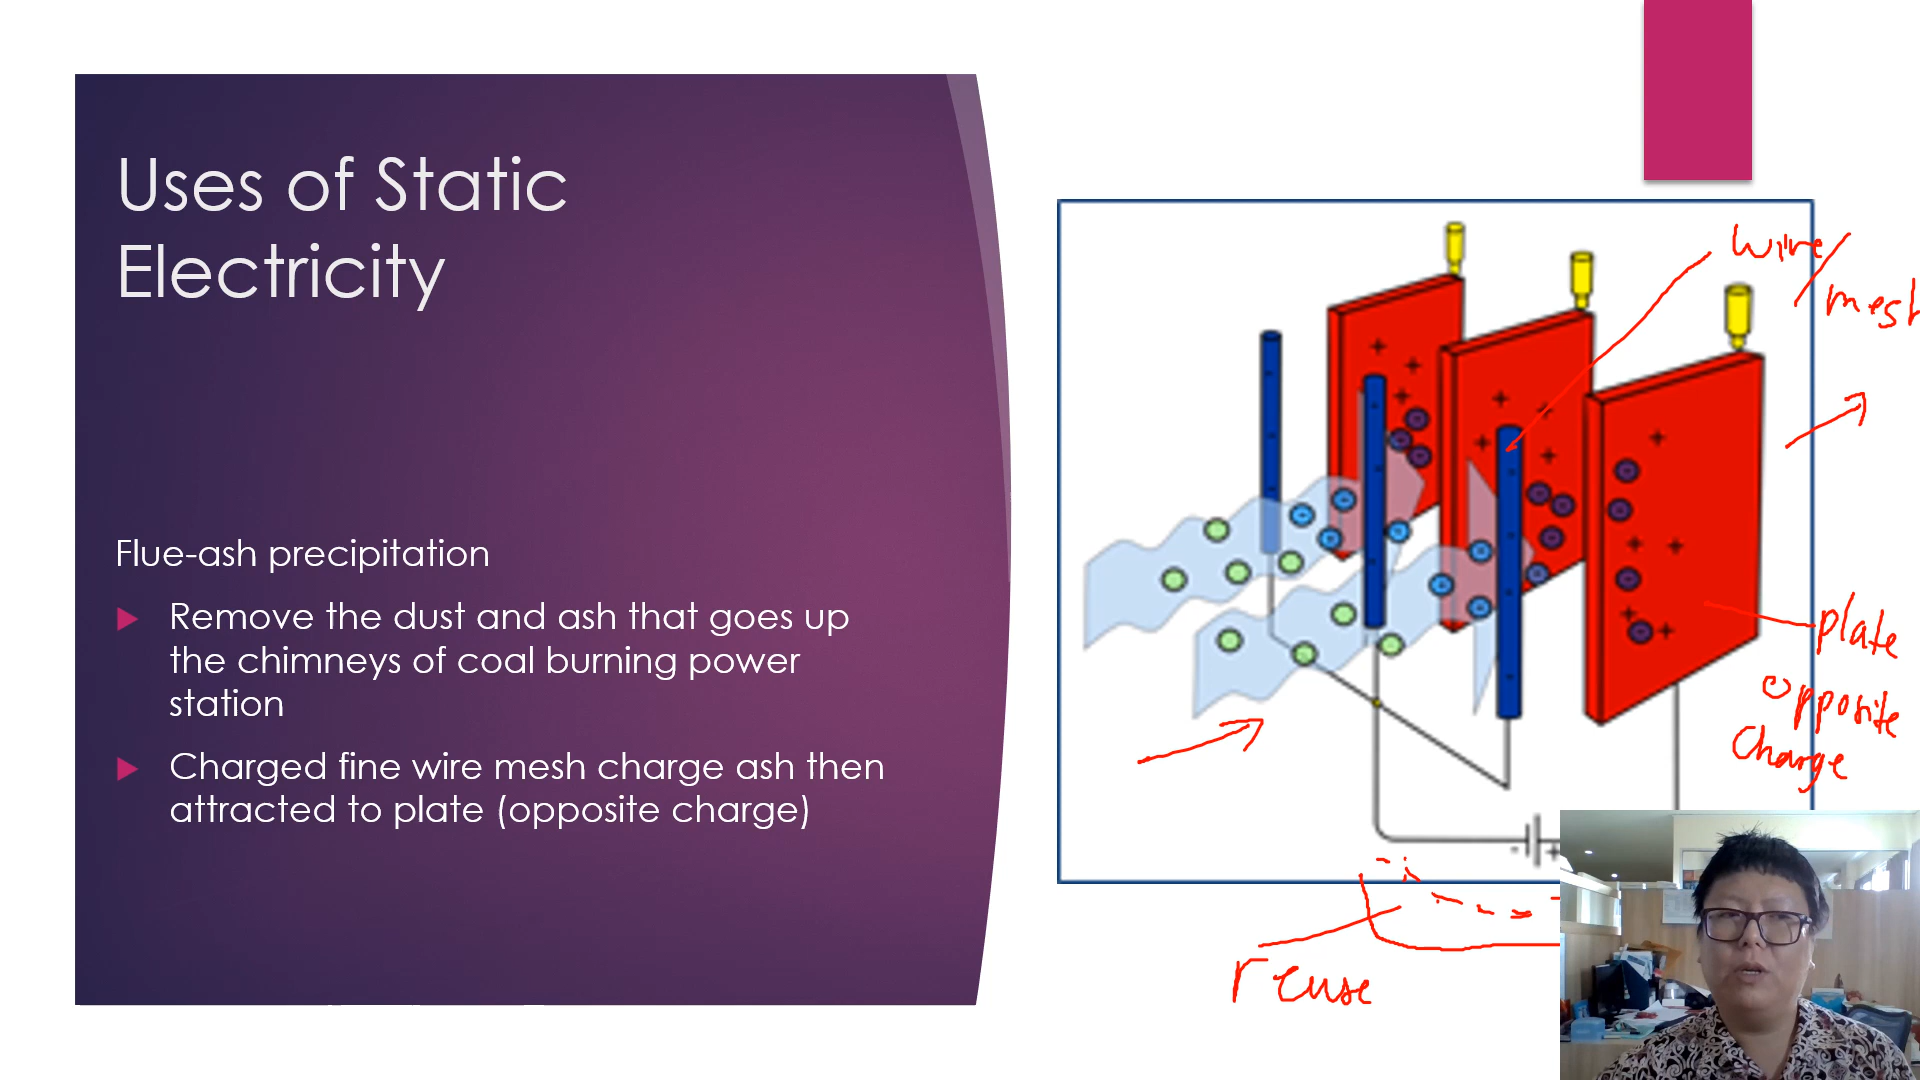 Uses of Static
Electricity
Flue-ash precipitation
Remove the dust and ash that goes up
the chimneys of coal burning power
station
Charged fine wire mesh charge ash then
attracted to plate (opposite charge)
wire/
mesh
plate
opposite
charge
reuse